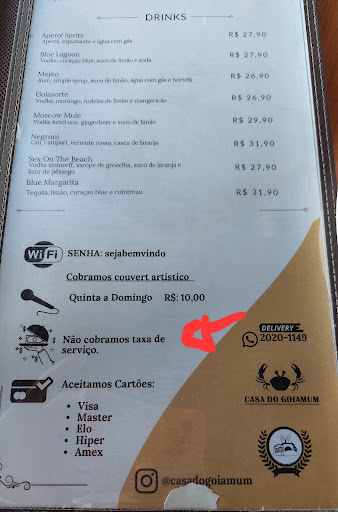 DRINKS
Aperol Spritz
Aperol, espumante e água com gás
R$ 27,90
Blue Lagoon
Vodka, curaçau blue, suco de limão e soda
R$ 27,90
Mojito
Rum, simple syrup, suco de limão, agua com gás e hortelã
R$ 26,90
Goiasorte
Vodka, morango, rodelas de limão e mangericão
R$ 26,90
Moscow Mule
Vodka ketel one, gingerbeer e suco de limão
R$ 29,90
Negroni
Gin, campari, vermute rosso, casca de laranja
R$ 31,90
Sex On The Beach
Vodka smirnoff, xarope de groselha, suco de laranja e
licor de pêssego
R$ 27,90
Blue Margarita
Tequila, limão, curaçau blue e cointreau
R$ 31,90
WiFi SENHA: sejabemvindo
Cobramos couvert artístico
Quinta a Domingo R$: 10,00
Não cobramos taxa de
serviço.
DELIVERY
2020-1149
Aceitamos Cartões:
• Visa
• Master
• Elo
• Hiper
• Amex
CASA DO GOIAMUM
@casadogoiamum